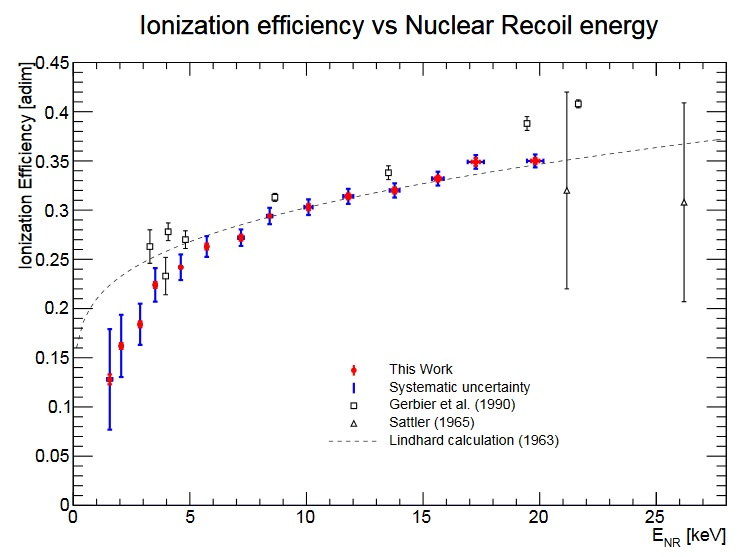 Ionization efficiency vs Nuclear Recoil energy
Ionization Efficiency [adim]
0.45
0.4
0.35
0.3
0.25
0.2
0.15
0.1
0.05
0
This Work
Systematic uncertainty
Gerbier et al. (1990)
Sattler (1965)
Lindhard calculation (1963)
0 5 10 15 20 25
E_NR [keV]